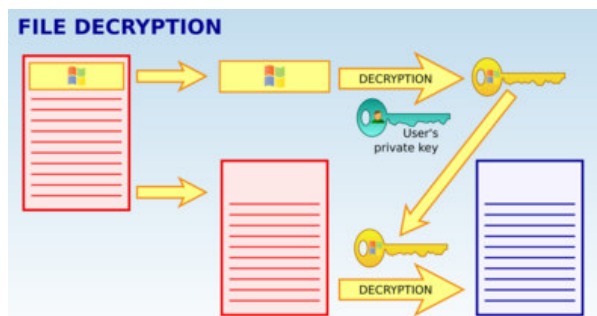 FILE DECRYPTION
DECRYPTION
User's
private key
DECRYPTION